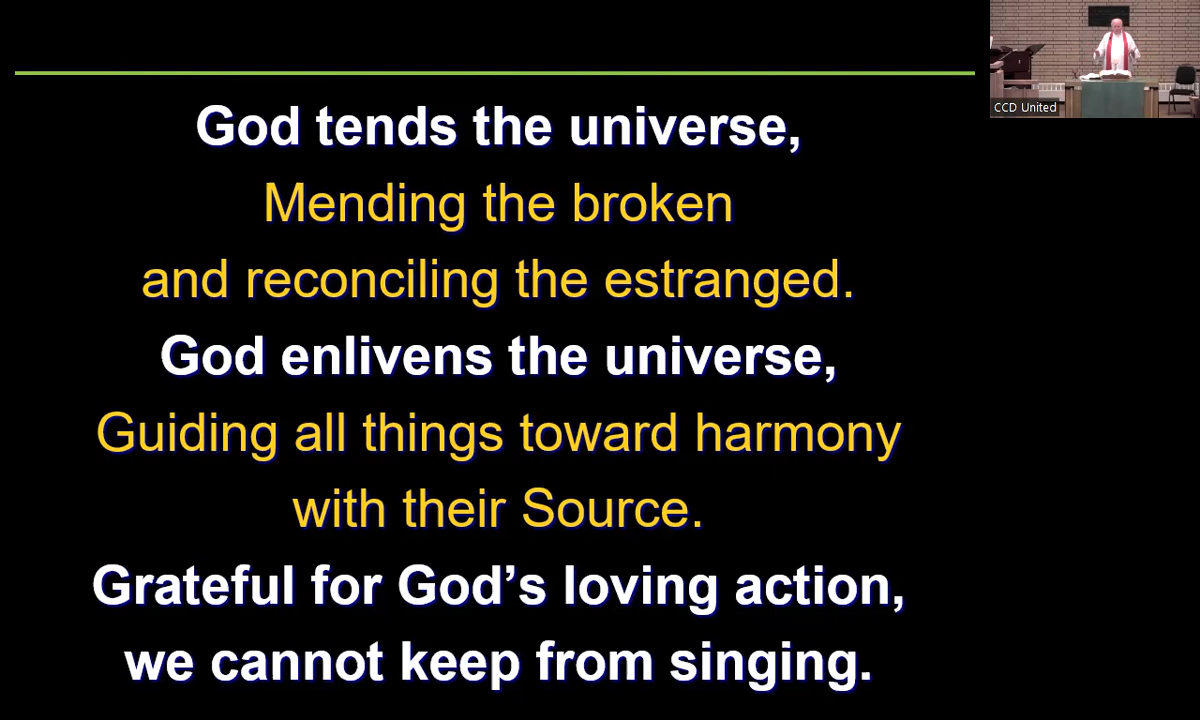 God tends the universe,
Mending the broken
and reconciling the estranged.
God enlivens the universe,
Guiding all things toward harmony
with their Source.
Grateful for God’s loving action,
we cannot keep from singing.
CCD United